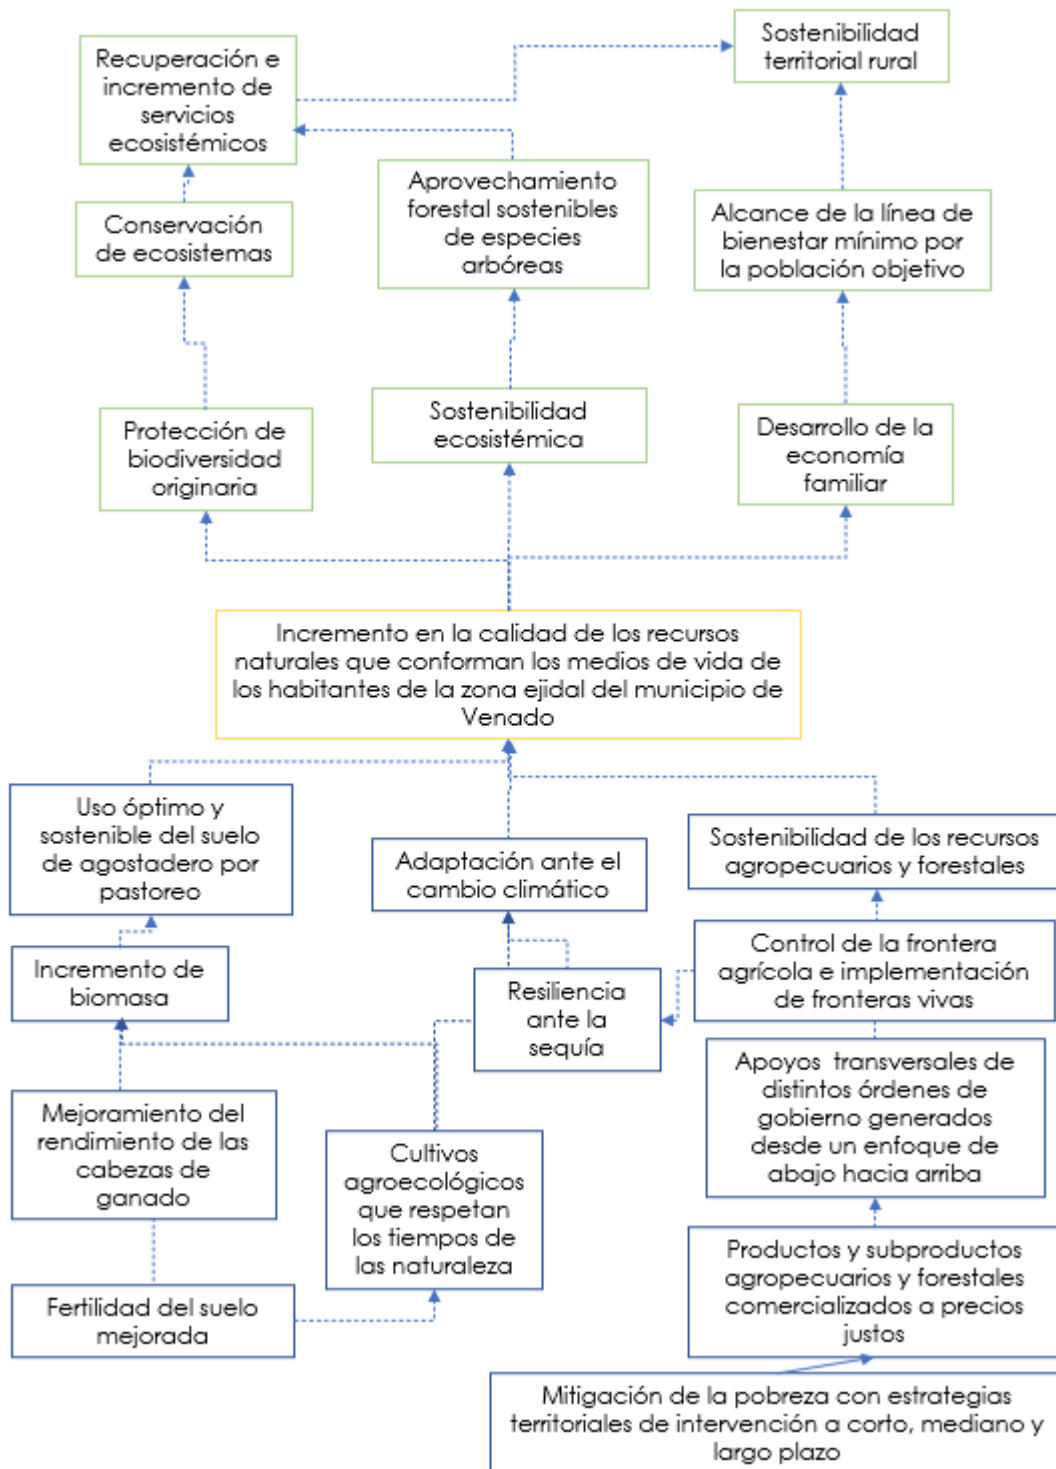 Recuperación e
incremento de
servicios
ecosistémicos
Sostenibilidad
territorial rural
Conservación
de ecosistemas
Aprovechamiento
forestal sostenibles
de especies
arbóreas
Alcance de la línea de
bienestar mínimo por
la población objetivo
Protección de
biodiversidad
originaria
Sostenibilidad
ecosistémica
Desarrollo de la
economía
familiar
Incremento en la calidad de los recursos
naturales que conforman los medios de vida de
los habitantes de la zona ejidal del municipio de
Venado
Uso óptimo y
sostenible del suelo
de agostadero por
pastoreo
Adaptación ante el
cambio climático
Sostenibilidad de los recursos
agropecuarios y forestales
Incremento de
biomasa
Resiliencia
ante la
sequía
Control de la frontera
agrícola e implementación
de fronteras vivas
Mejoramiento del
rendimiento de las
cabezas de
ganado
Cultivos
agroecológicos
que respetan
los tiempos de
las naturaleza
Apoyos transversales de
distintos órdenes de
gobierno generados
desde un enfoque de
abajo hacia arriba
Fertilidad del suelo
mejorada
Productos y subproductos
agropecuarios y forestales
comercializados a precios
justos
Mitigación de la pobreza con estrategias
territoriales de intervención a corto, mediano y
largo plazo